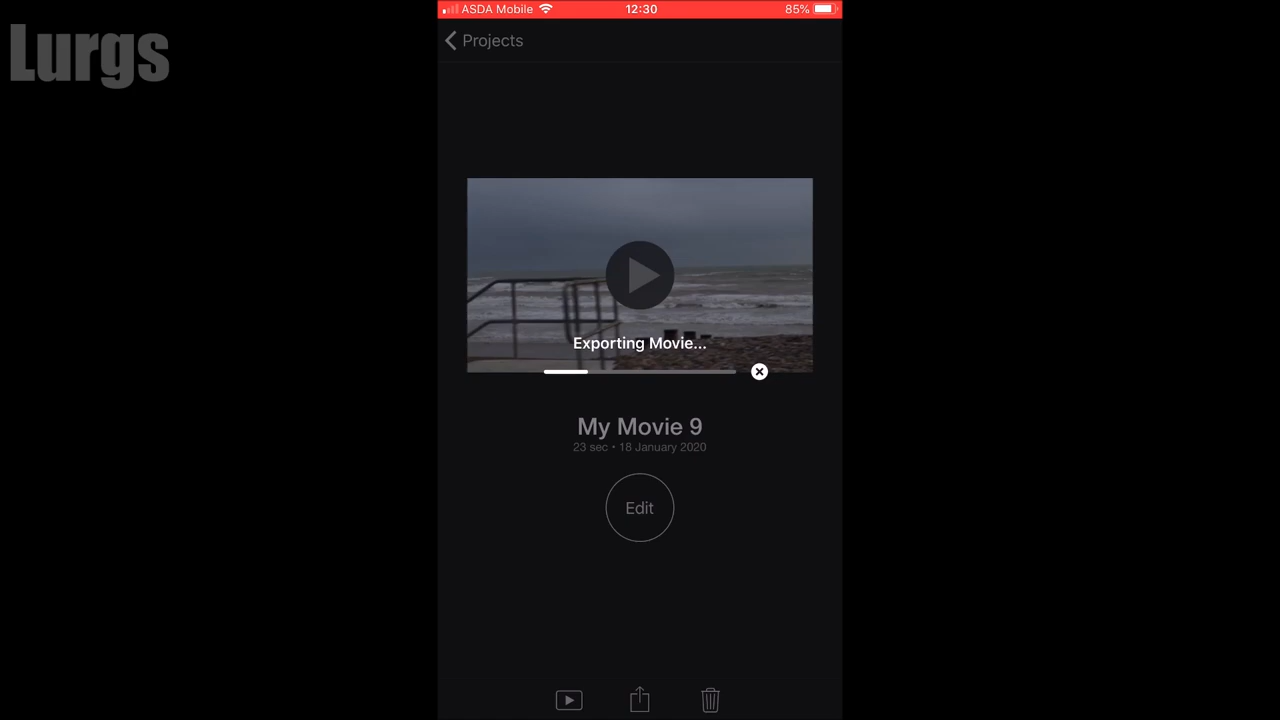 Lurgs
ASDA Mobile 12:30 85%
Projects
Exporting Movie...
My Movie 9
23 sec • 18 January 2020
Edit